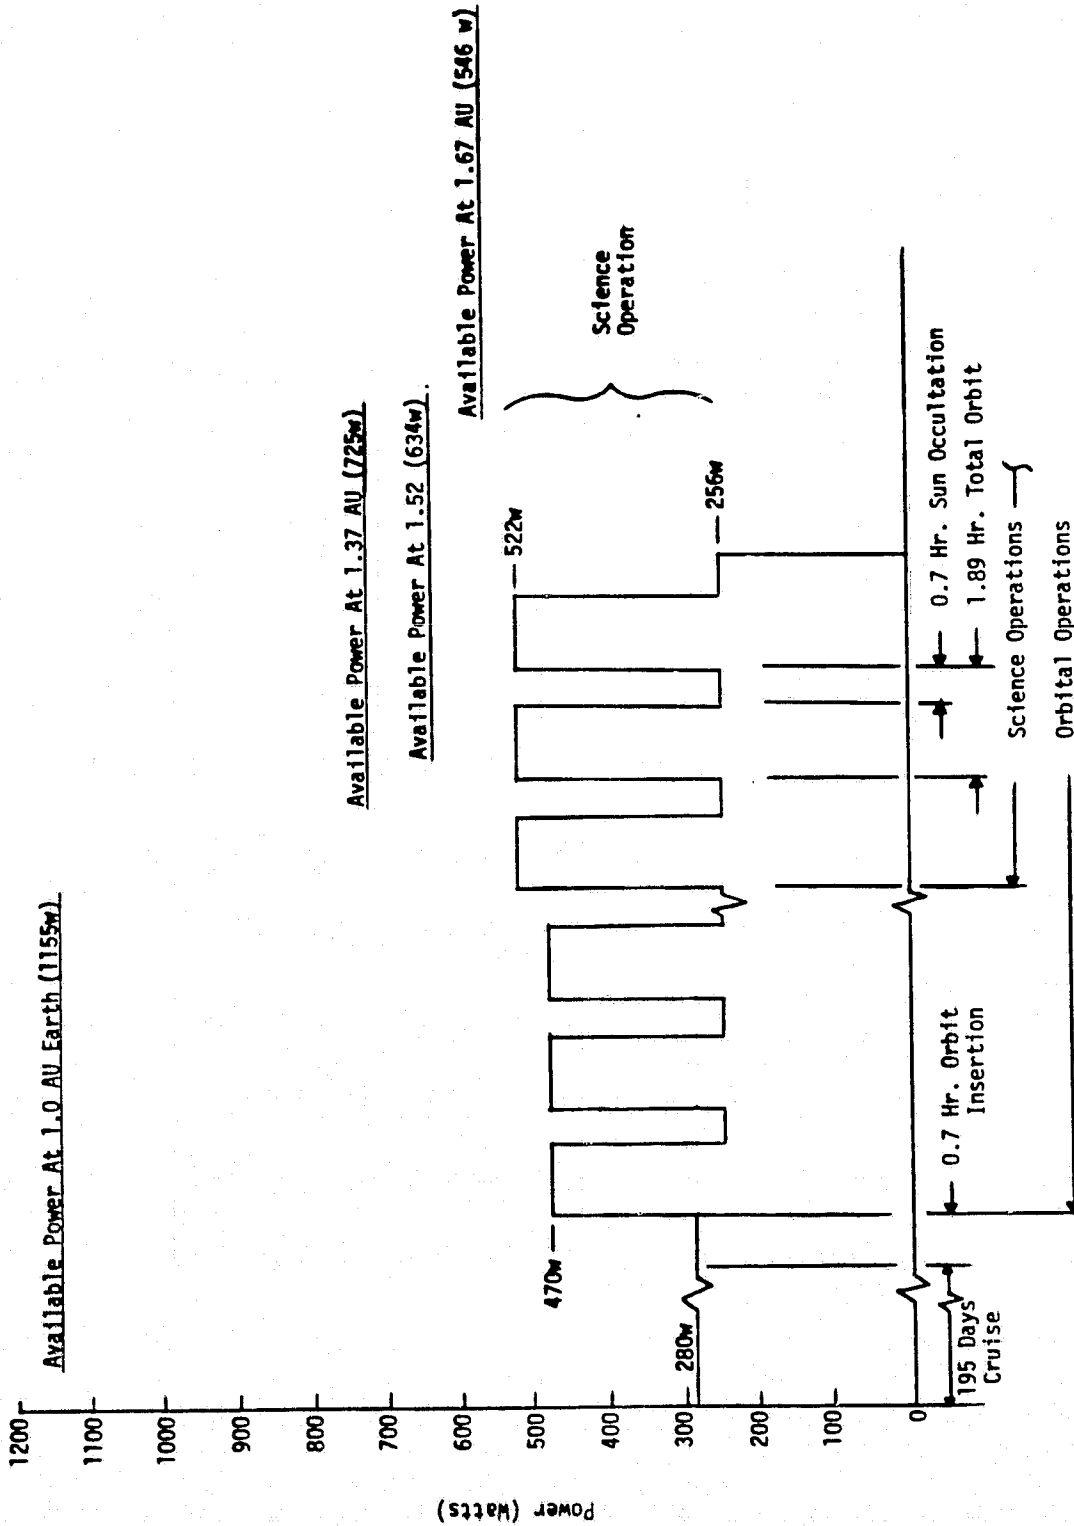 Available Power At 1.0 AU Earth (1155w)
Available Power At 1.37 AU (725w)
Available Power At 1.52 (634w)
Available Power At 1.67 AU (546 w)
Power (Watts)
1200
1100
1000
900
800
700
600
500
400
300
200
100
0
280w
470w
522w
256w
Science
Operation
195 Days
Cruise
0.7 Hr. Orbit
Insertion
0.7 Hr. Sun Occultation
1.89 Hr. Total Orbit
Science Operations
Orbital Operations